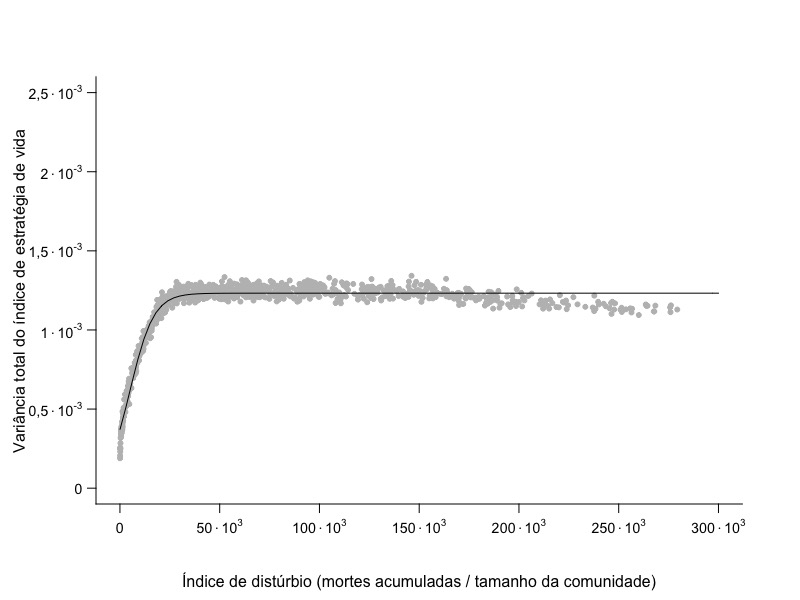 Variância total do índice de estratégia de vida
2,5·10⁻³
2·10⁻³
1,5·10⁻³
1·10⁻³
0,5·10⁻³
0
0 50·10³ 100·10³ 150·10³ 200·10³ 250·10³ 300·10³
Índice de distúrbio (mortes acumuladas / tamanho da comunidade)